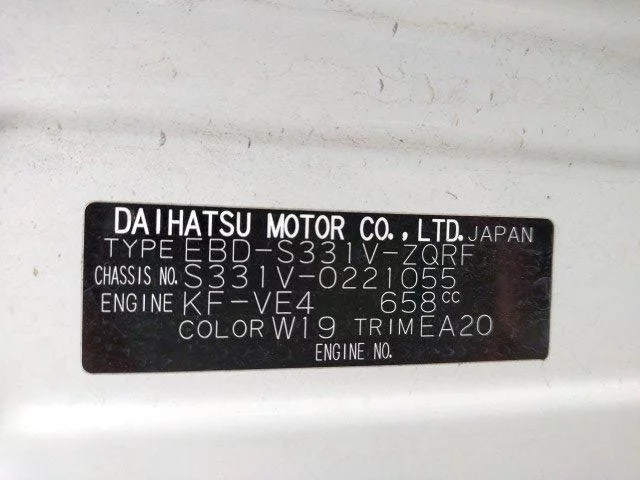 DAIHATSU MOTOR CO., LTD. JAPAN
TYPE EBD-S331V-ZQRF
CHASSIS NO. S331V-0221055
ENGINE KF-VE4 658cc
COLOR W19 TRIM EA20
ENGINE NO.